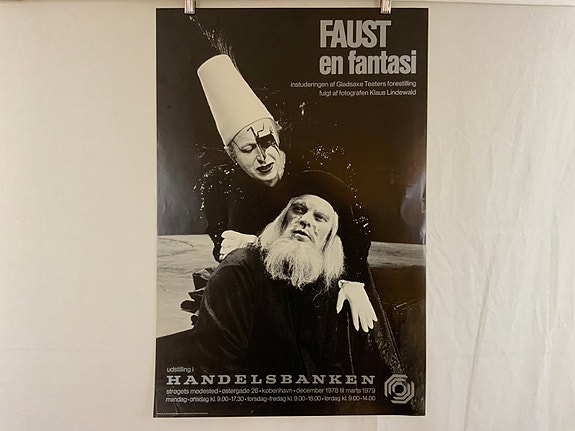 FAUST
en fantasi
instuderingen af Gladsaxe Teaters forestilling
fulgt af fotografen Klaus Lindewald
udstilling i
HANDELSBANKEN
strøgets mødested • østergade 26 • københavn • december 1978 til marts 1979
mandag-onsdag kl. 9.00-17.30 • torsdag-fredag kl. 9.00-18.00 • lørdag kl. 9.00-14.00